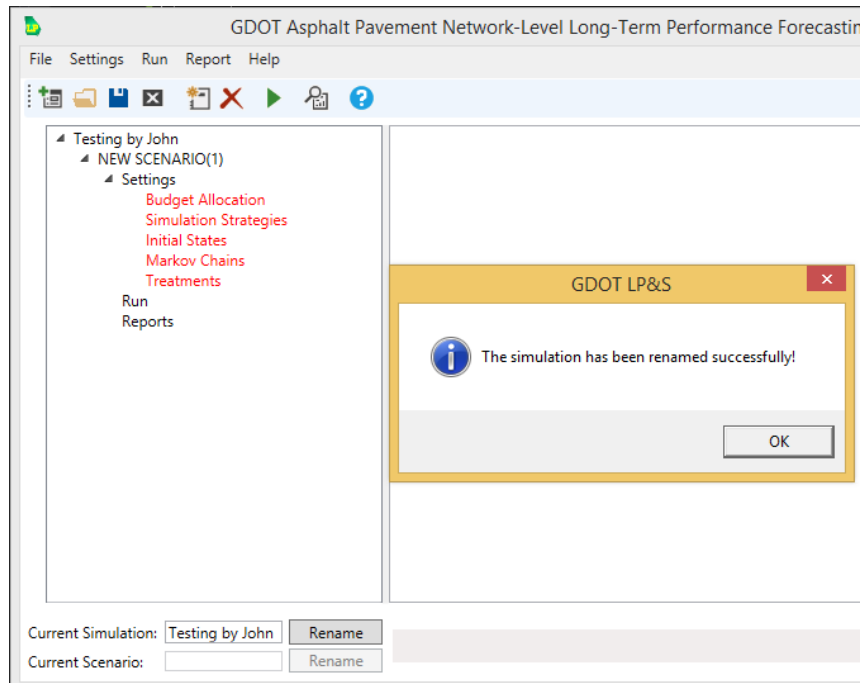 GDOT Asphalt Pavement Network-Level Long-Term Performance
File Settings Run Report Help
Testing by John
NEW SCENARIO(1)
Settings
Budget Allocation
Simulation Strategies
Initial States
Markov Chains
Treatments
Run
Reports
GDOT LP&S
The simulation has been renamed successfully!
OK
Current Simulation: Testing by John Rename
Current Scenario: Rename